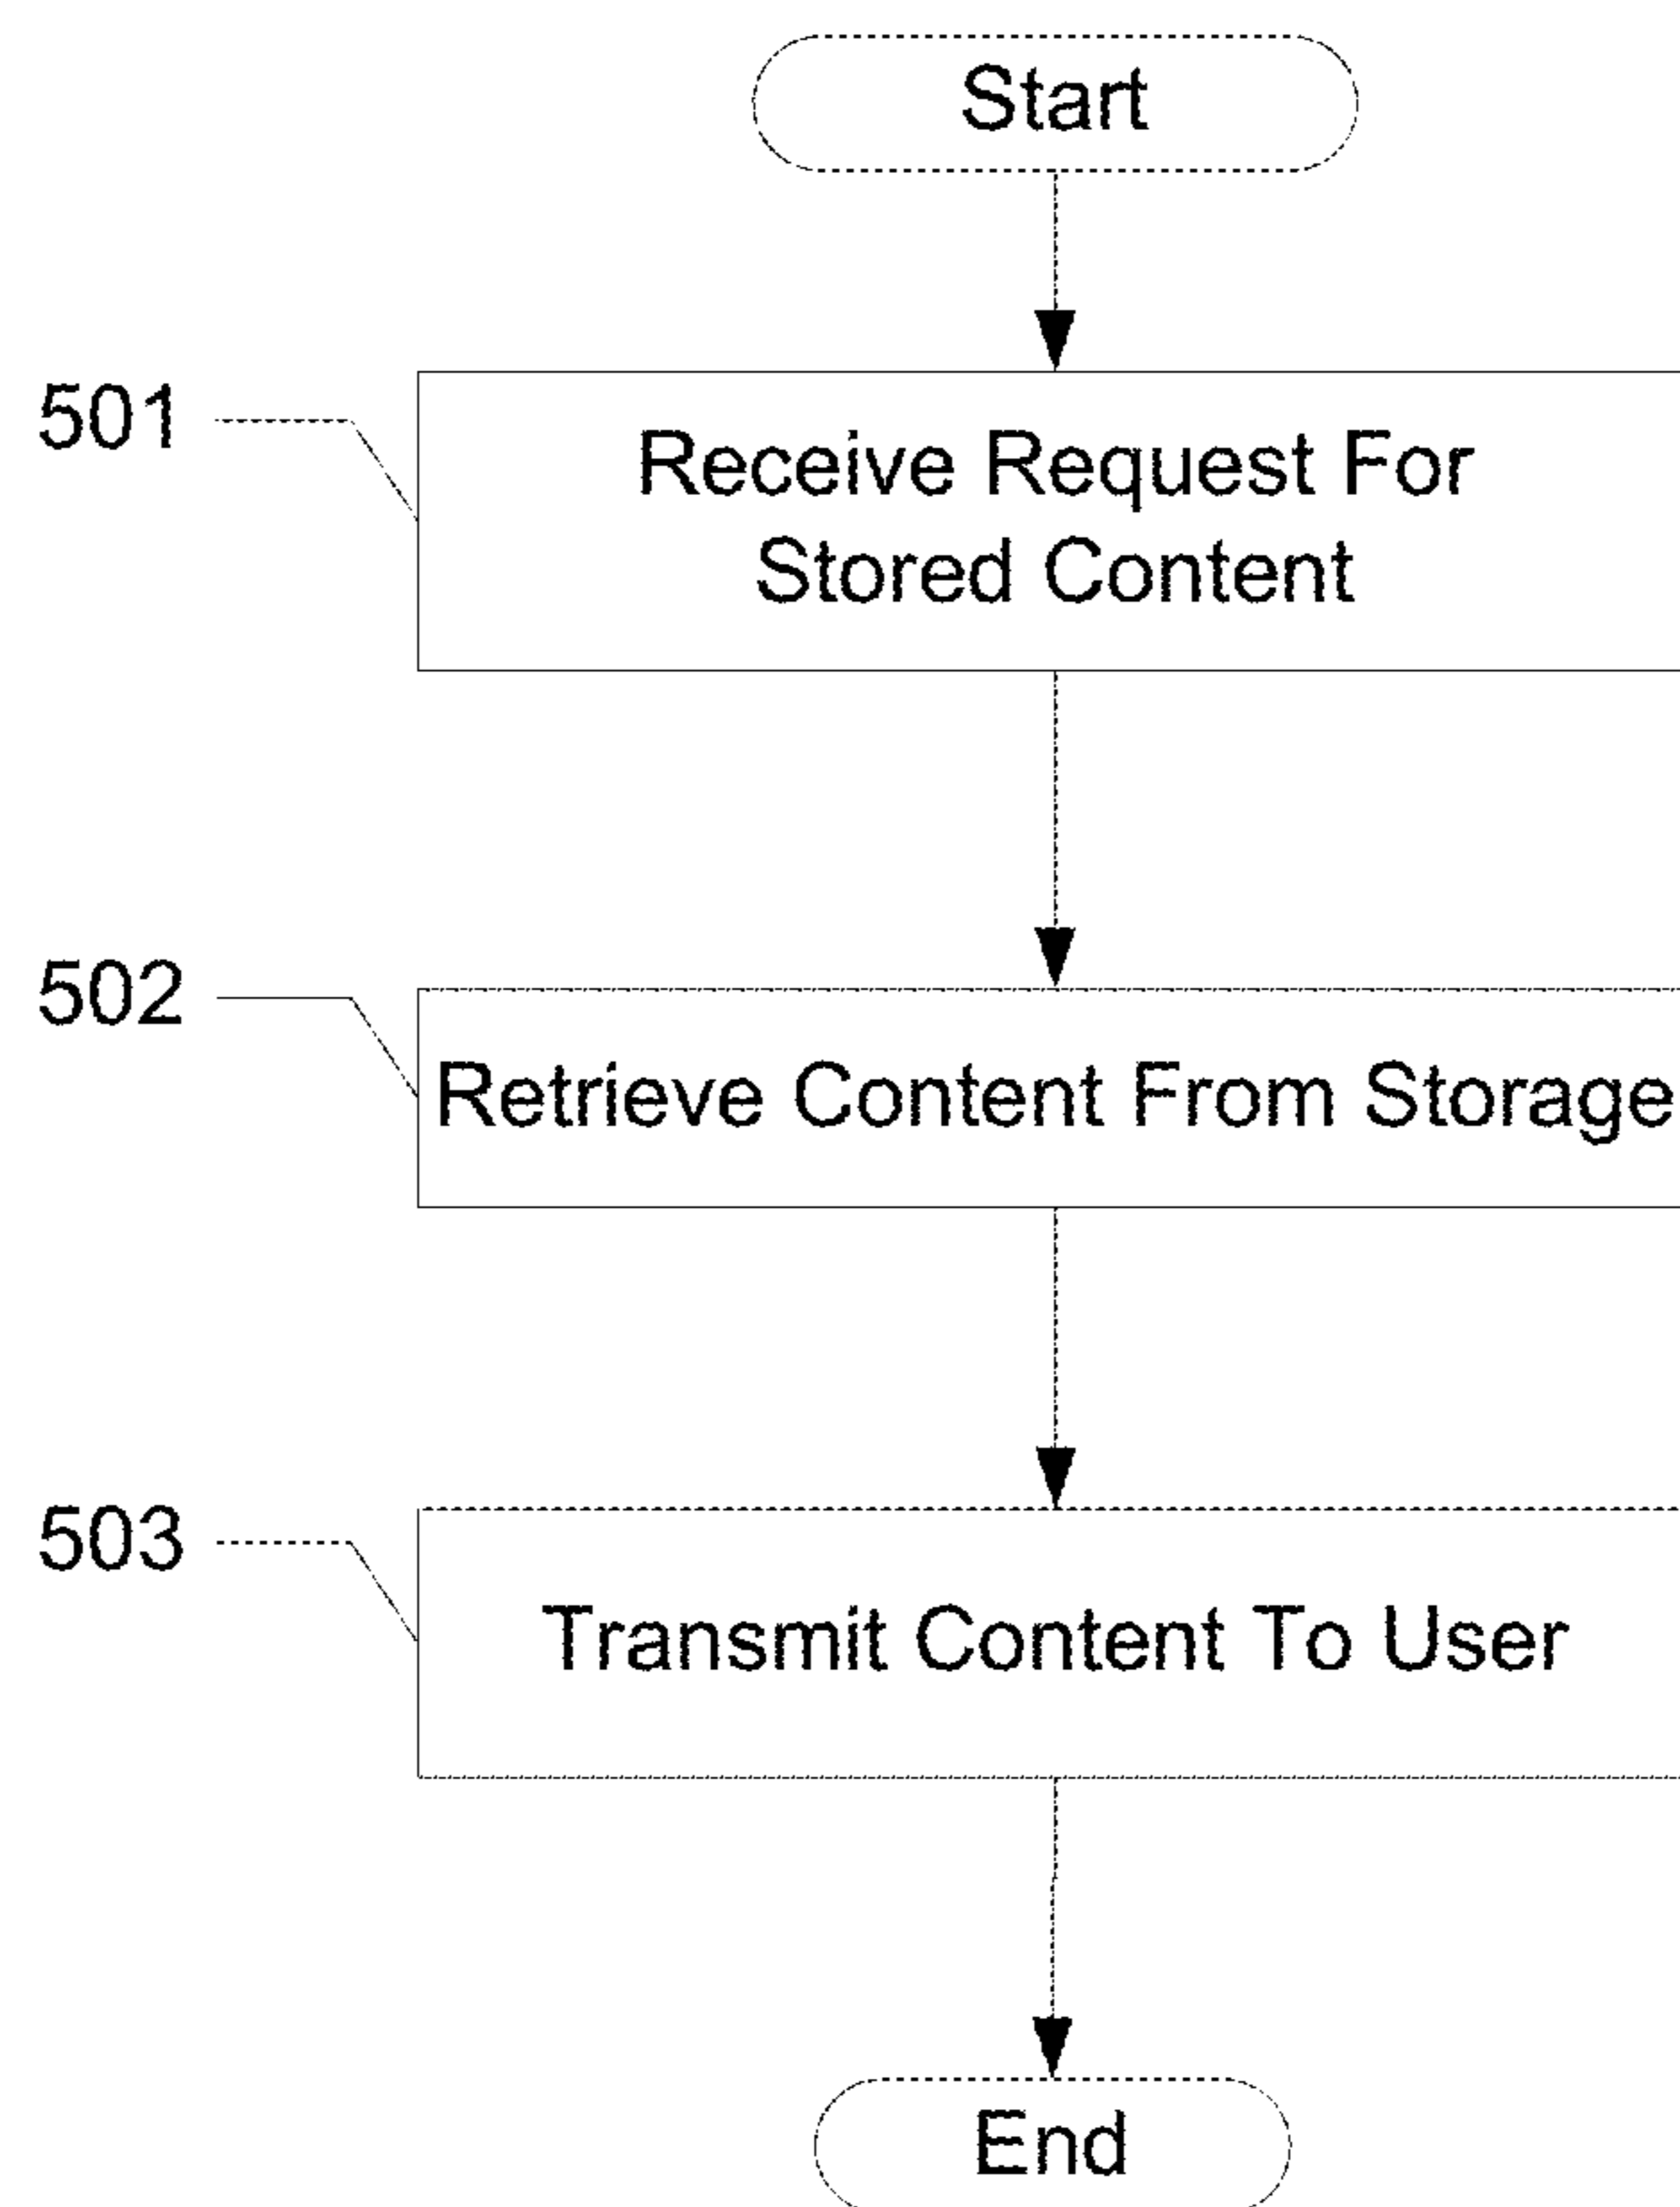 Start
501
Receive Request For
Stored Content
502
Retrieve Content From Storage
503
Transmit Content To User
End